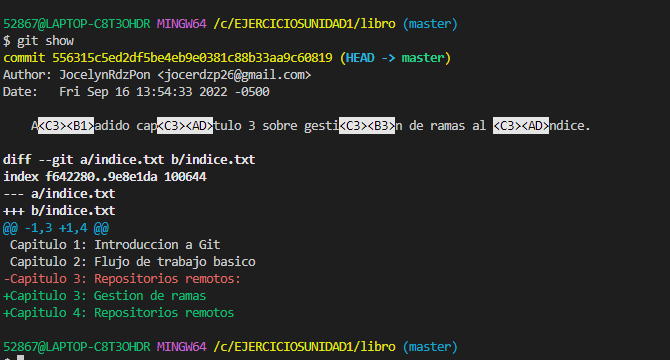 52867@LAPTOP-C8T3OHDR MINGW64 /c/EJERCICIOSUNIDAD1/libro (master)
$ git show
commit 556315c5ed2df5be4eb9e0381c88b33aa9c60819 (HEAD -> master)
Author: JocelynRdzPon <jocerdzp26@gmail.com>
Date:   Fri Sep 16 13:54:33 2022 -0500
    A<C3><B1>adido cap<C3><AD>tulo 3 sobre gesti<C3><B3>n de ramas al <C3><AD>ndice.
diff --git a/indice.txt b/indice.txt
index f642280..9e8e1da 100644
--- a/indice.txt
+++ b/indice.txt
@@ -1,3 +1,4 @@
 Capitulo 1: Introduccion a Git
 Capitulo 2: Flujo de trabajo basico
-Capitulo 3: Repositorios remotos:
+Capitulo 3: Gestion de ramas
+Capitulo 4: Repositorios remotos
52867@LAPTOP-C8T3OHDR MINGW64 /c/EJERCICIOSUNIDAD1/libro (master)